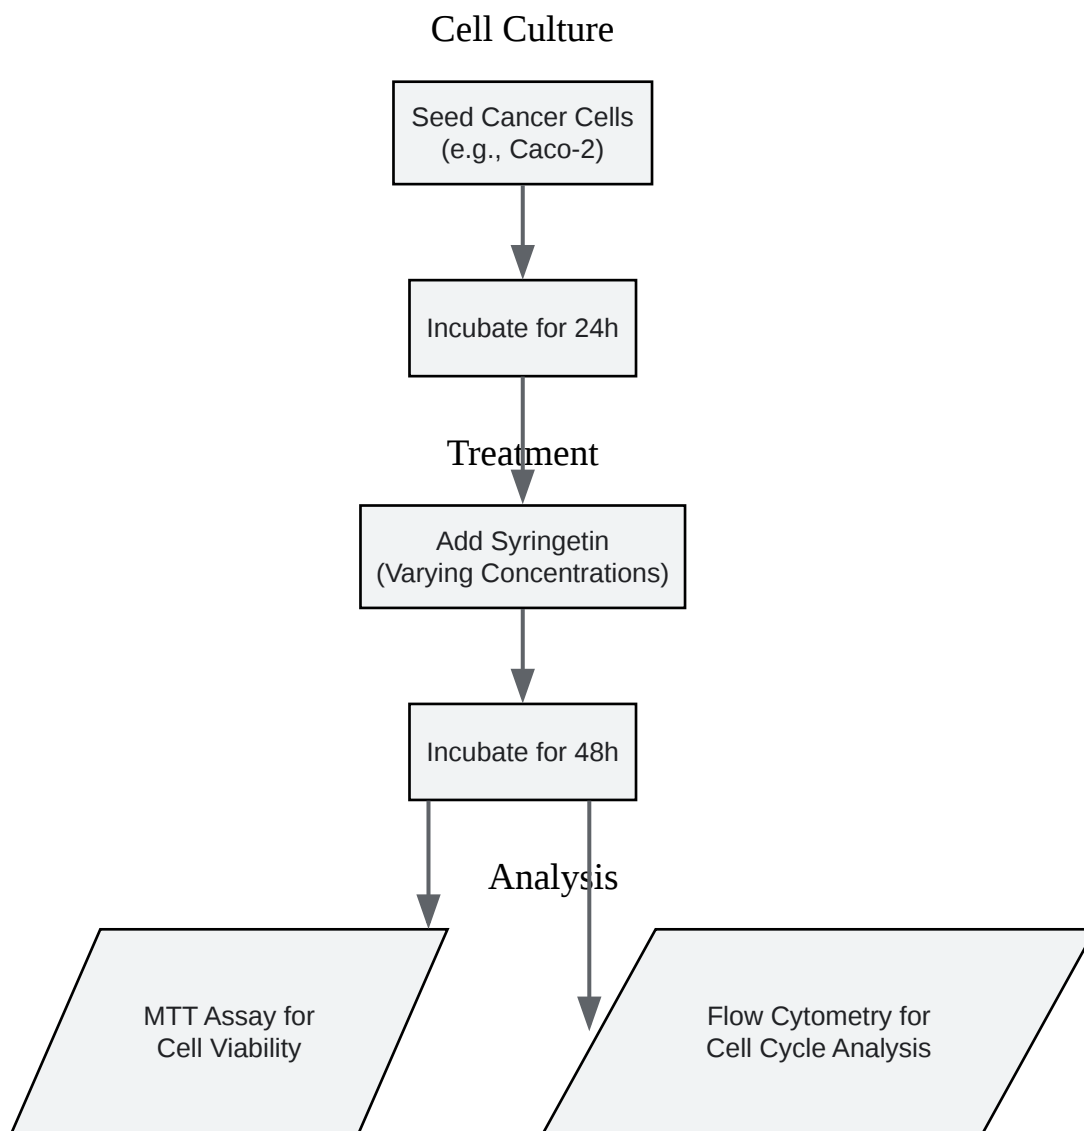 Cell Culture
Seed Cancer Cells
(e.g., Caco-2)
Incubate for 24h
Treatment
Add Syringetin
(Varying Concentrations)
Incubate for 48h
Analysis
MTT Assay for
Cell Viability
Flow Cytometry for
Cell Cycle Analysis